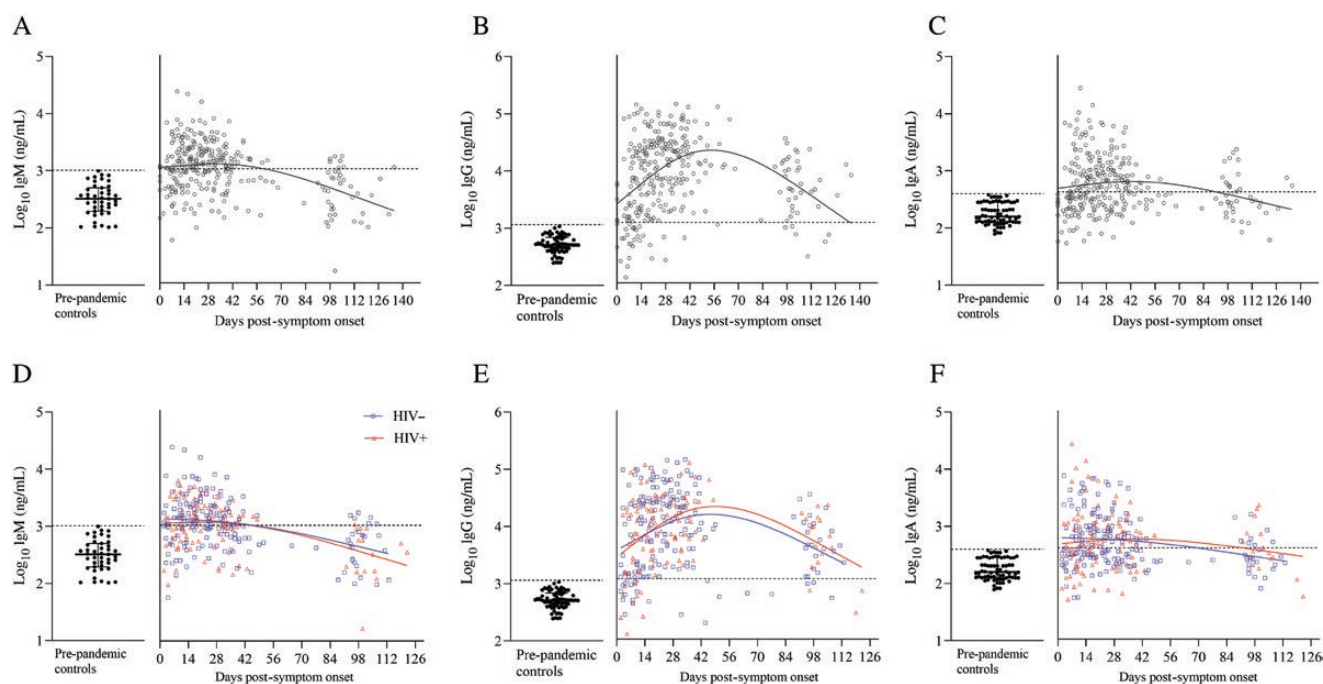 A
Log10 IgM (ng/mL)
5
4
3
2
1
Pre-pandemic
controls
0 14 28 42 56 70 84 98 112 126 140
Days post-symptom onset
B
Log10 IgG (ng/mL)
6
5
4
3
2
Pre-pandemic
controls
0 14 28 42 56 70 84 98 112 126 140
Days post-symptom onset
C
Log10 IgA (ng/mL)
5
4
3
2
1
Pre-pandemic
controls
0 14 28 42 56 70 84 98 112 126 140
Days post-symptom onset
D
Log10 IgM (ng/mL)
5
4
3
2
1
Pre-pandemic
controls
HIV–
HIV+
0 14 28 42 56 70 84 98 112 126
Days post-symptom onset
E
Log10 IgG (ng/mL)
6
5
4
3
2
Pre-pandemic
controls
0 14 28 42 56 70 84 98 112 126
Days post-symptom onset
F
Log10 IgA (ng/mL)
5
4
3
2
1
Pre-pandemic
controls
0 14 28 42 56 70 84 98 112 126
Days post-symptom onset